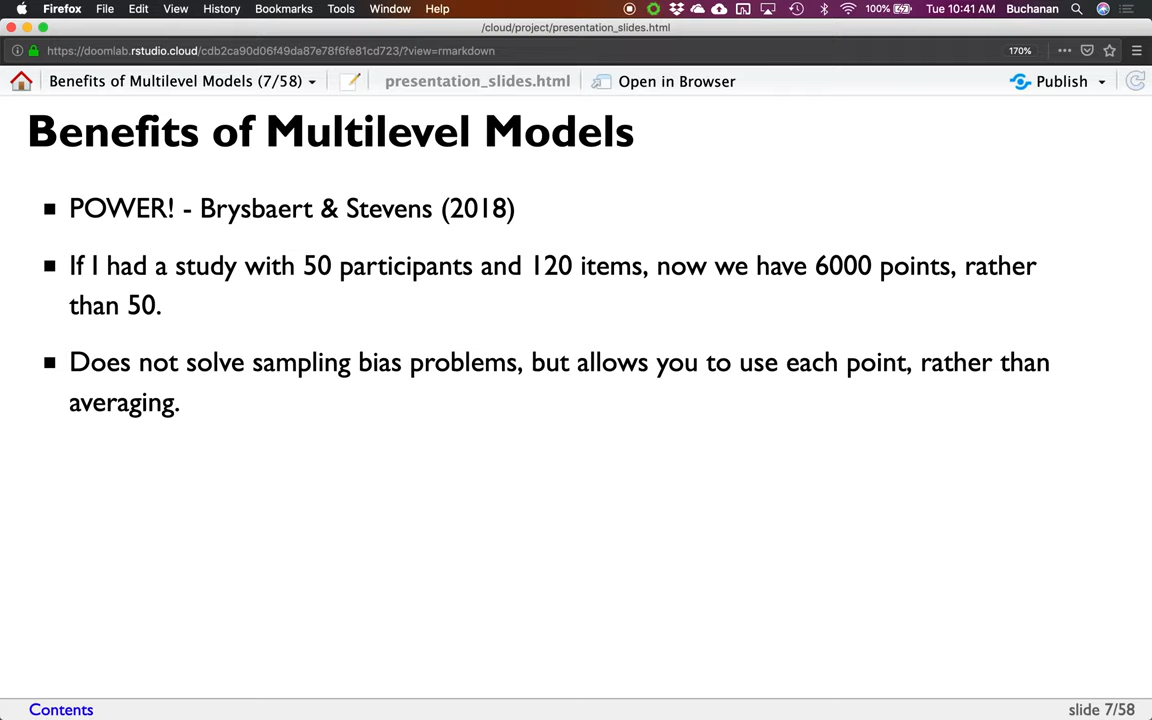 Firefox File Edit View History Bookmarks Tools Window Help 100% Tue 10:41 AM Buchanan
/cloud/project/presentation_slides.html
https://doomlab.rstudio.cloud/cdb2ca90d06f49da87e78f6fe81cd723/?view=rmarkdown 170%
Benefits of Multilevel Models (7/58) presentation_slides.html Open in Browser Publish
Benefits of Multilevel Models
POWER! - Brysbaert & Stevens (2018)
If I had a study with 50 participants and 120 items, now we have 6000 points, rather
than 50.
Does not solve sampling bias problems, but allows you to use each point, rather than
averaging.
Contents slide 7/58